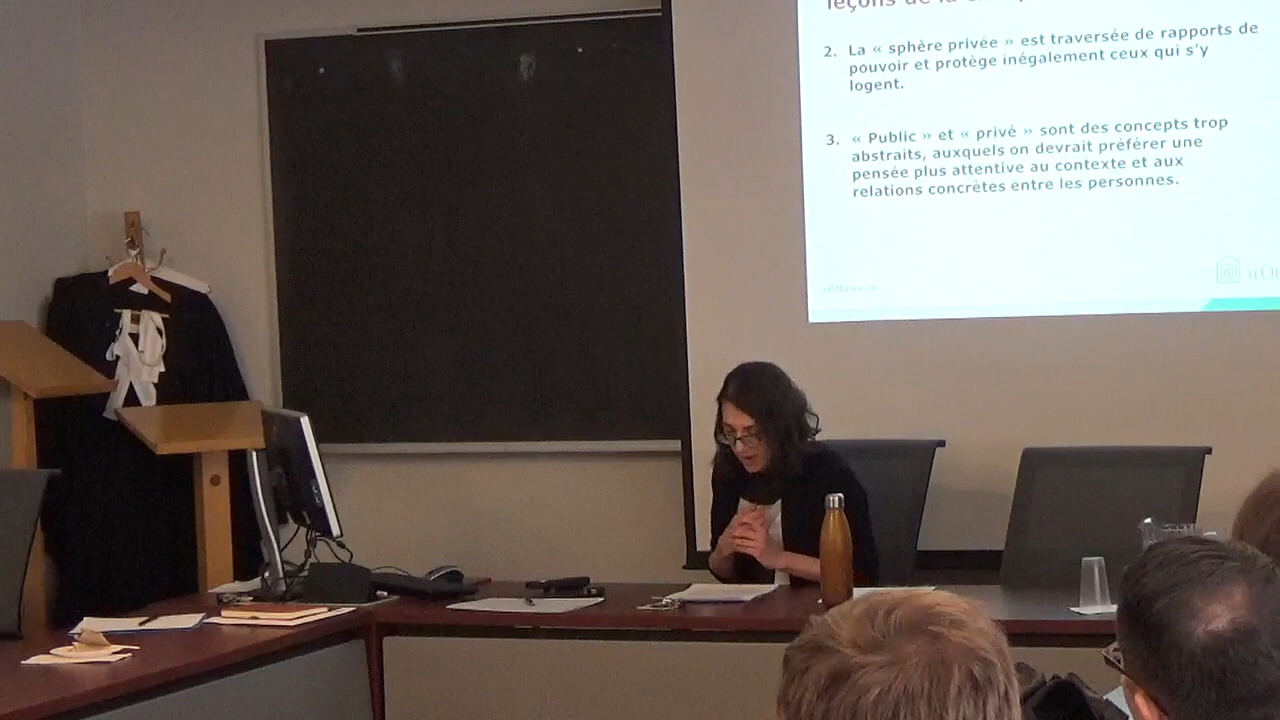 leçons de la
2. La « sphère privée » est traversée de rapports de
pouvoir et protège inégalement ceux qui s'y
logent.
3. « Public » et « privé » sont des concepts trop
abstraits, auxquels on devrait préférer une
pensée plus attentive au contexte et aux
relations concrètes entre les personnes.